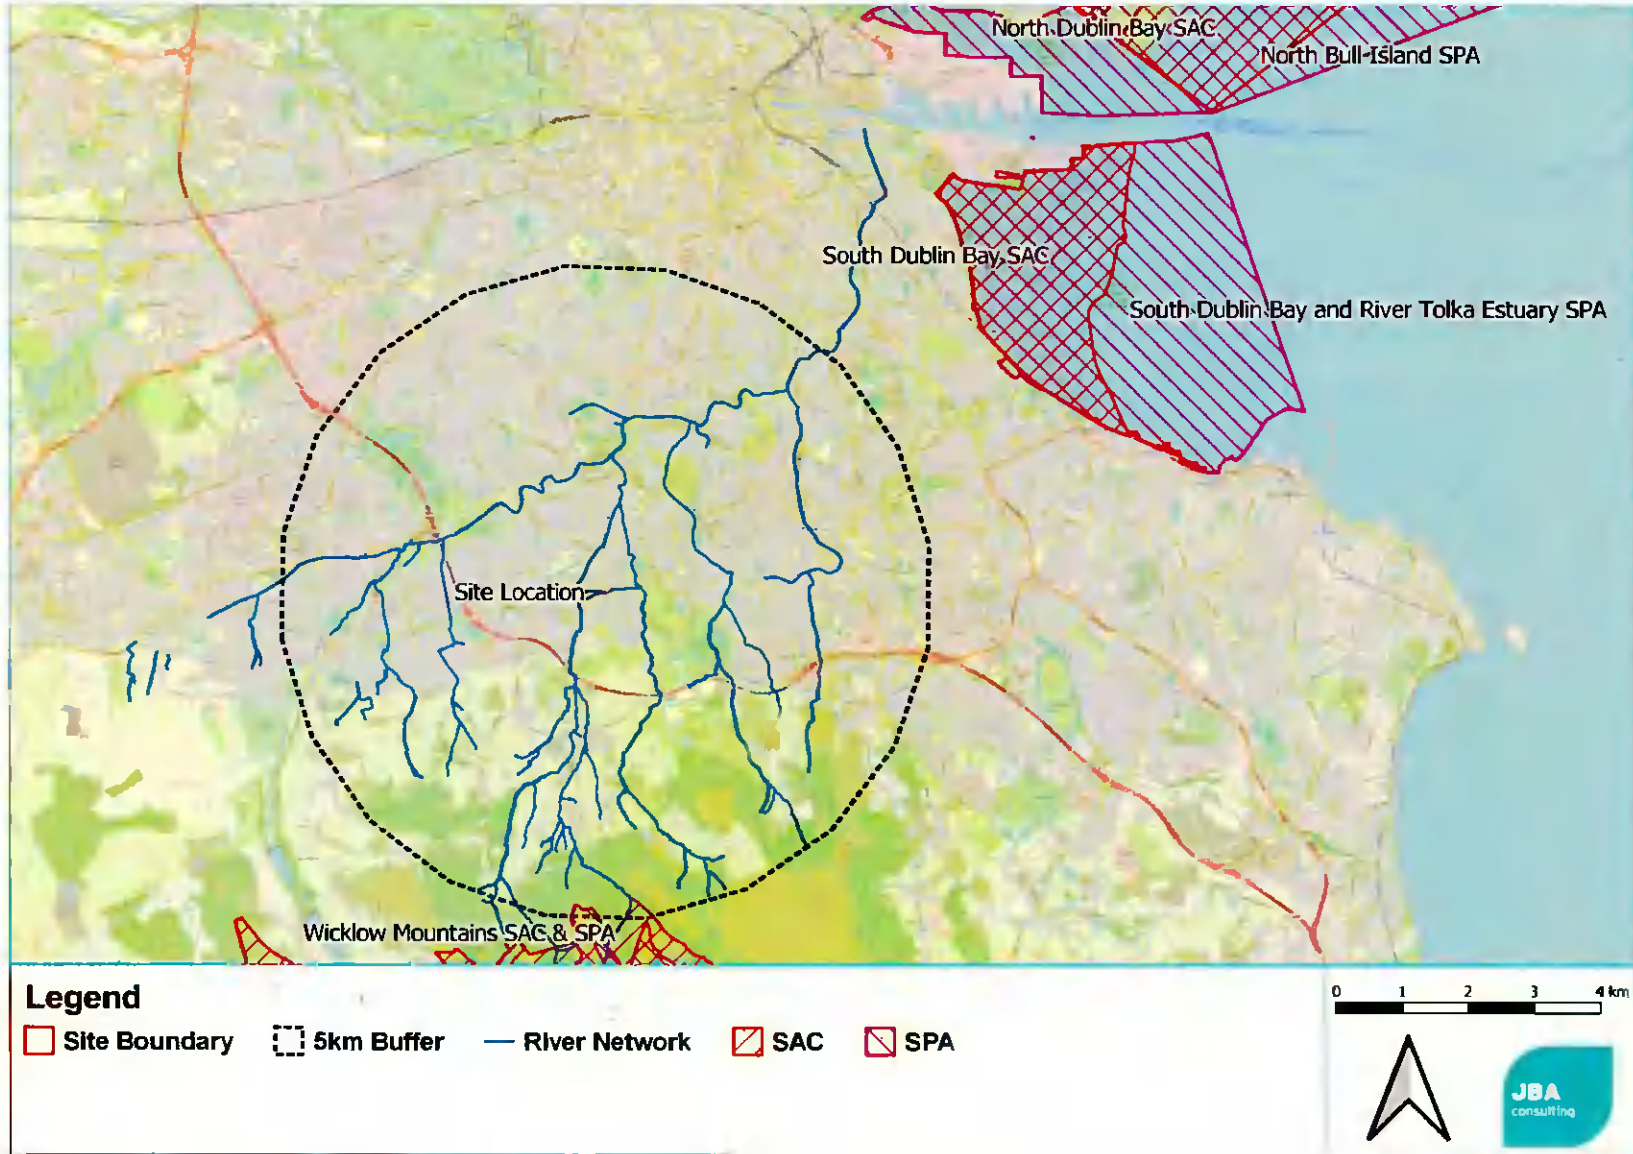 North Dublin Bay SAC
North Bull Island SPA
South Dublin Bay SAC
South Dublin Bay and River Tolka Estuary SPA
Site Location
Wicklow Mountains SAC & SPA
Legend
Site Boundary
5km Buffer
River Network
SAC
SPA
0 1 2 3 4 km
JBA
consulting